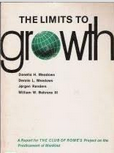 THE LIMITS TO
growth
Donella H. Meadows
Dennis L. Meadows
Jørgen Randers
William W. Behrens III
A Report for THE CLUB OF ROME'S Project on the
Predicament of Mankind